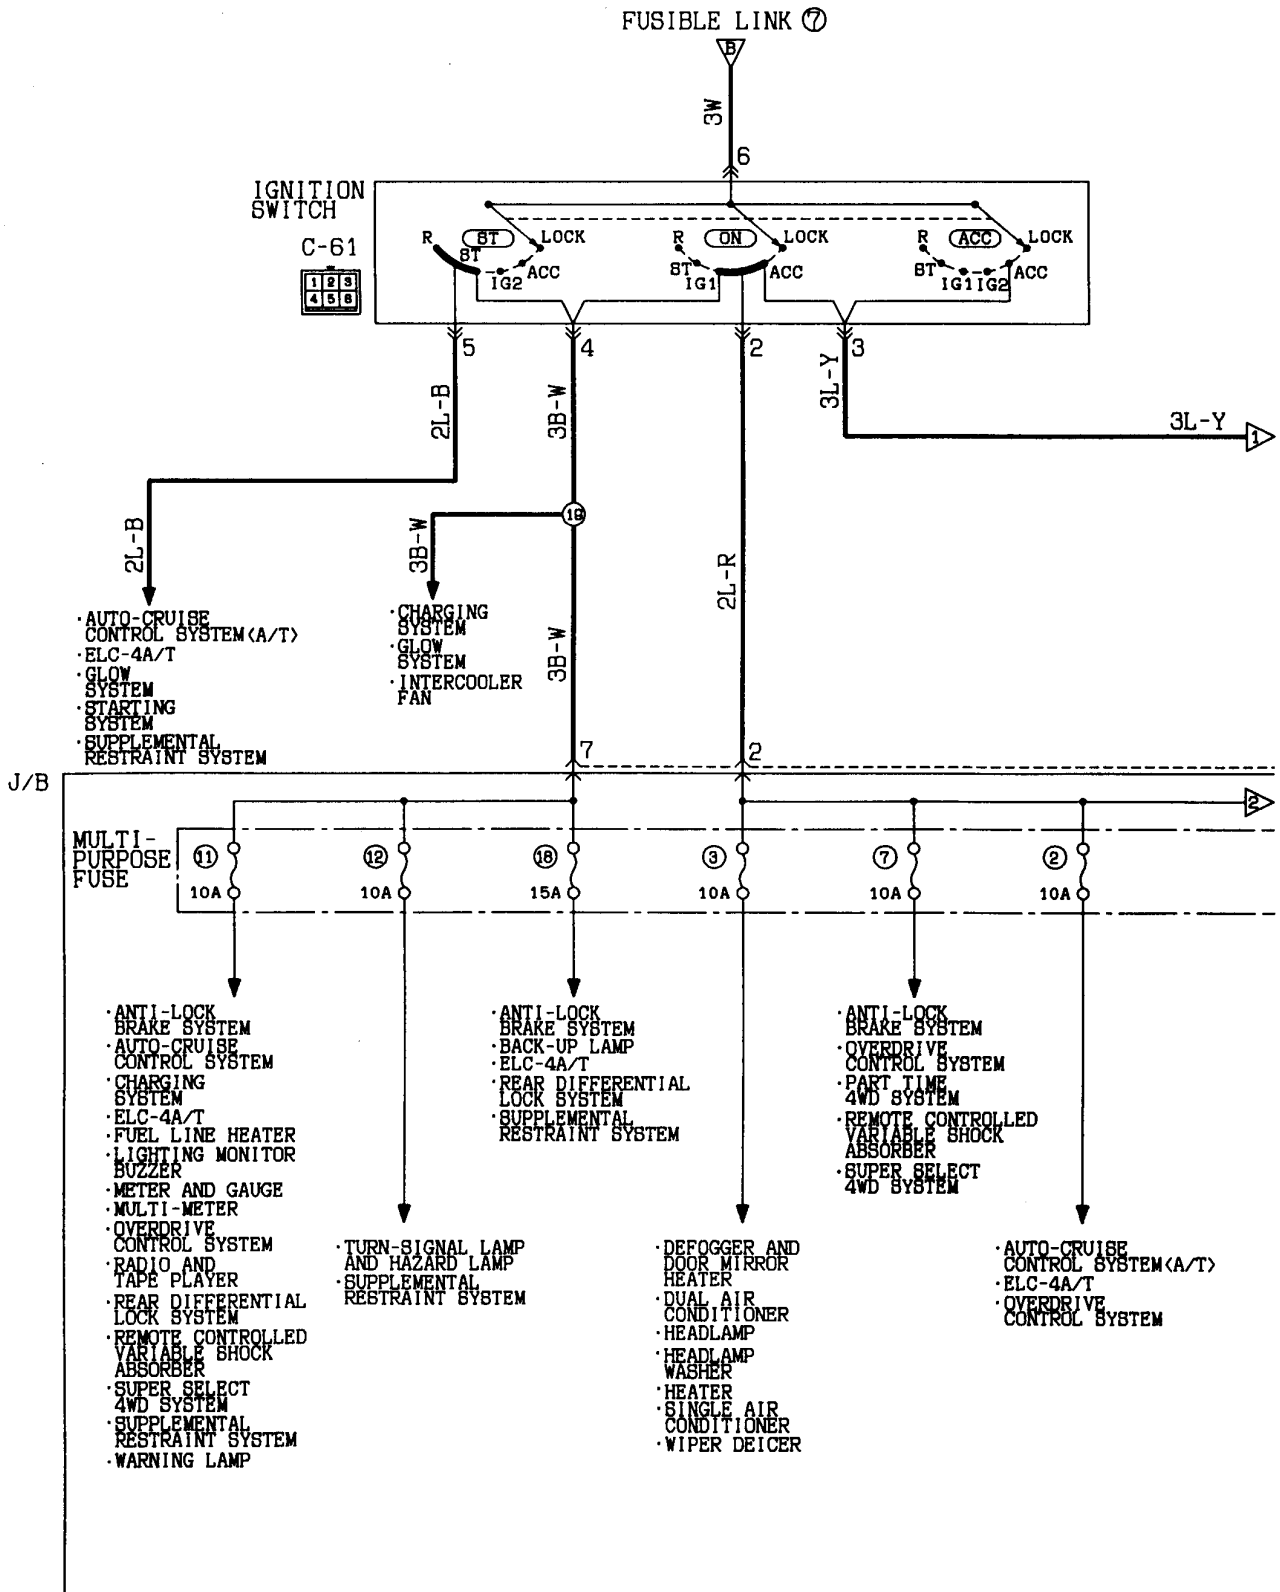 FUSIBLE LINK ⑦
B
3W
6
IGNITION
SWITCH
C-61
1 2 3
4 5 6
R ST LOCK
ST
IG2 ACC
R ON LOCK
ST
IG1 ACC
R ACC LOCK
ST
IG1 IG2 ACC
5 4 2 3
2L-B
3B-W
3L-Y
3L-Y
1
2L-B
3B-W
2L-R
3B-W
·AUTO-CRUISE
CONTROL SYSTEM<A/T>
·ELC-4A/T
·GLOW
SYSTEM
·STARTING
SYSTEM
·SUPPLEMENTAL
RESTRAINT SYSTEM
·CHARGING
SYSTEM
·GLOW
SYSTEM
·INTERCOOLER
FAN
7 2
J/B
2
MULTI-
PURPOSE
FUSE
⑪ ⑫ ⑱ ③ ⑦ ②
10A 10A 15A 10A 10A 10A
·ANTI-LOCK
BRAKE SYSTEM
·AUTO-CRUISE
CONTROL SYSTEM
·CHARGING
SYSTEM
·ELC-4A/T
·FUEL LINE HEATER
·LIGHTING MONITOR
BUZZER
·METER AND GAUGE
·MULTI-METER
·OVERDRIVE
CONTROL SYSTEM
·RADIO AND
TAPE PLAYER
·REAR DIFFERENTIAL
LOCK SYSTEM
·REMOTE CONTROLLED
VARIABLE SHOCK
ABSORBER
·SUPER SELECT
4WD SYSTEM
·SUPPLEMENTAL
RESTRAINT SYSTEM
·WARNING LAMP
·TURN-SIGNAL LAMP
AND HAZARD LAMP
·SUPPLEMENTAL
RESTRAINT SYSTEM
·ANTI-LOCK
BRAKE SYSTEM
·BACK-UP LAMP
·ELC-4A/T
·REAR DIFFERENTIAL
LOCK SYSTEM
·SUPPLEMENTAL
RESTRAINT SYSTEM
·DEFOGGER AND
DOOR MIRROR
HEATER
·DUAL AIR
CONDITIONER
·HEADLAMP
·HEADLAMP
WASHER
·HEATER
·SINGLE AIR
CONDITIONER
·WIPER DEICER
·ANTI-LOCK
BRAKE SYSTEM
·OVERDRIVE
CONTROL SYSTEM
·PART TIME
4WD SYSTEM
·REMOTE CONTROLLED
VARIABLE SHOCK
ABSORBER
·SUPER SELECT
4WD SYSTEM
·AUTO-CRUISE
CONTROL SYSTEM<A/T>
·ELC-4A/T
·OVERDRIVE
CONTROL SYSTEM